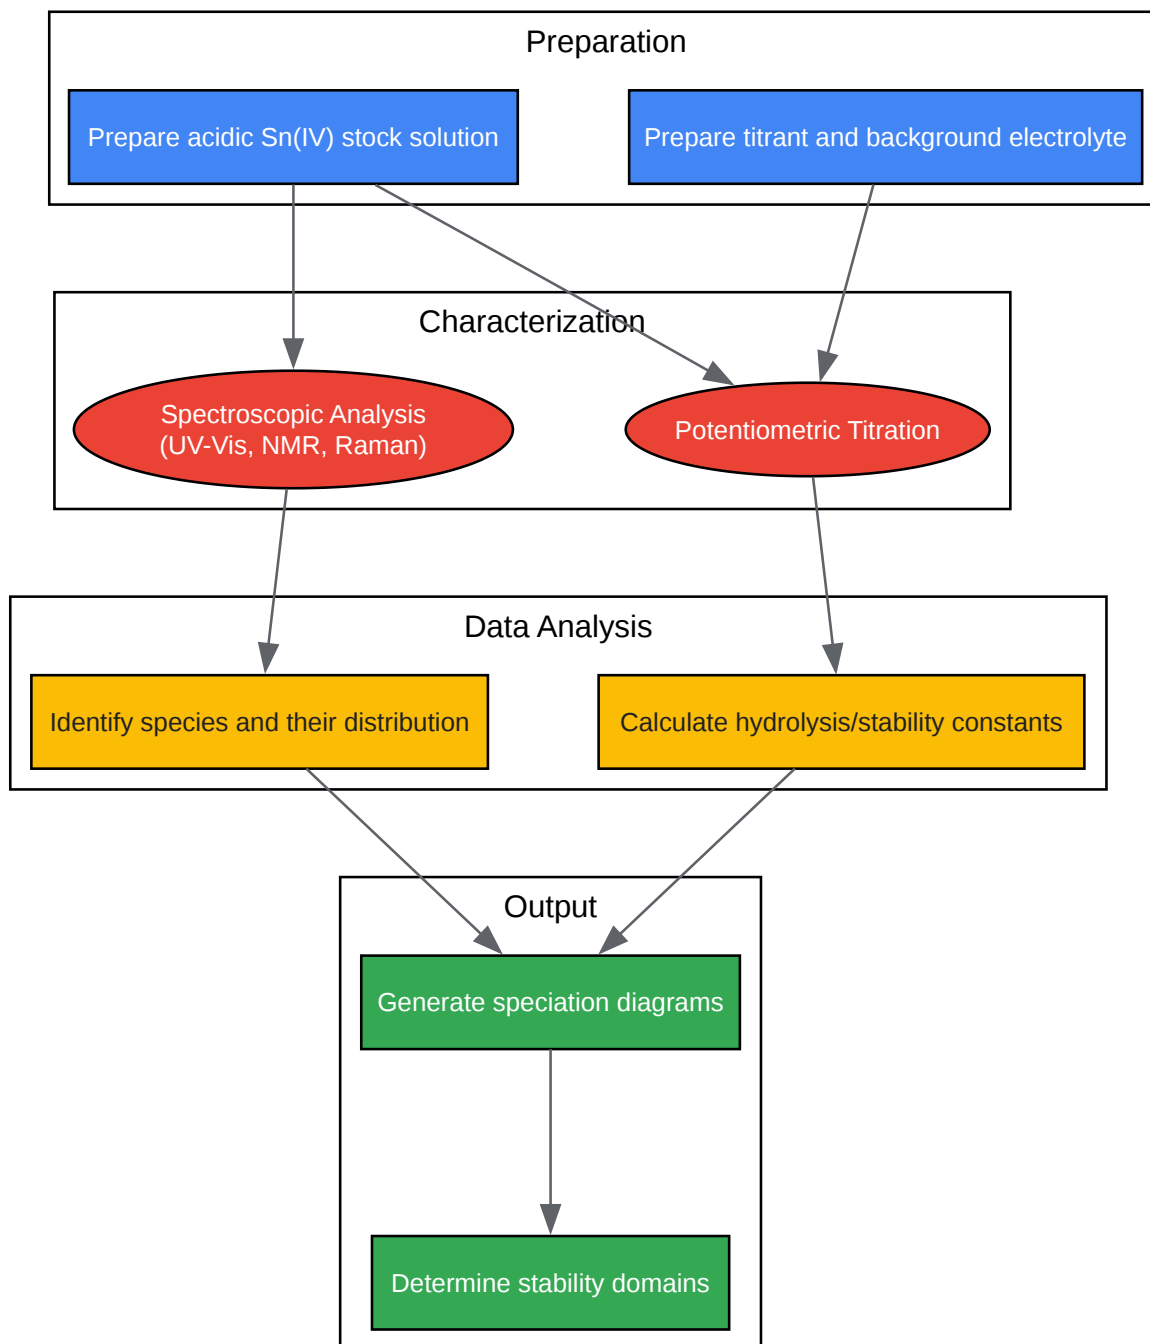 Preparation
Prepare acidic Sn(IV) stock solution
Prepare titrant and background electrolyte
Characterization
Spectroscopic Analysis
(UV-Vis, NMR, Raman)
Potentiometric Titration
Data Analysis
Identify species and their distribution
Calculate hydrolysis/stability constants
Output
Generate speciation diagrams
Determine stability domains